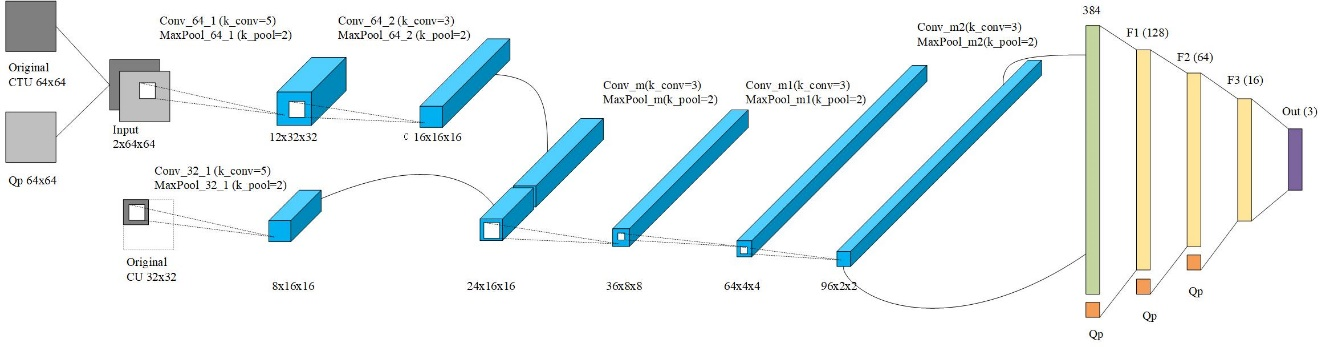 Original
CTU 64x64
Qp 64x64
Input
2x64x64
Conv_64_1 (k_conv=5)
MaxPool_64_1 (k_pool=2)
12x32x32
Conv_64_2 (k_conv=3)
MaxPool_64_2 (k_pool=2)
c 16x16x16
Conv_32_1 (k_conv=5)
MaxPool_32_1 (k_pool=2)
Original
CU 32x32
8x16x16
24x16x16
Conv_m(k_conv=3)
MaxPool_m(k_pool=2)
36x8x8
Conv_m1(k_conv=3)
MaxPool_m1(k_pool=2)
64x4x4
Conv_m2(k_conv=3)
MaxPool_m2(k_pool=2)
96x2x2
384
F1 (128)
F2 (64)
F3 (16)
Out (3)
Qp
Qp
Qp